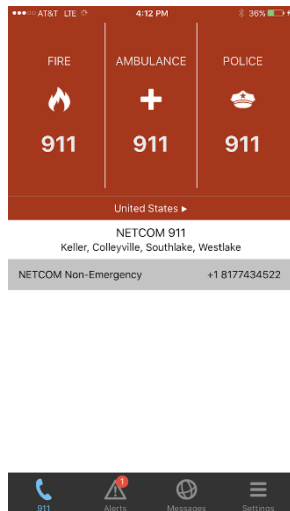 AT&T LTE 4:12 PM 36%
FIRE AMBULANCE POLICE
911 911 911
United States ▸
NETCOM 911
Keller, Colleyville, Southlake, Westlake
NETCOM Non-Emergency +1 8177434522
1
911 Alerts Messages Settings